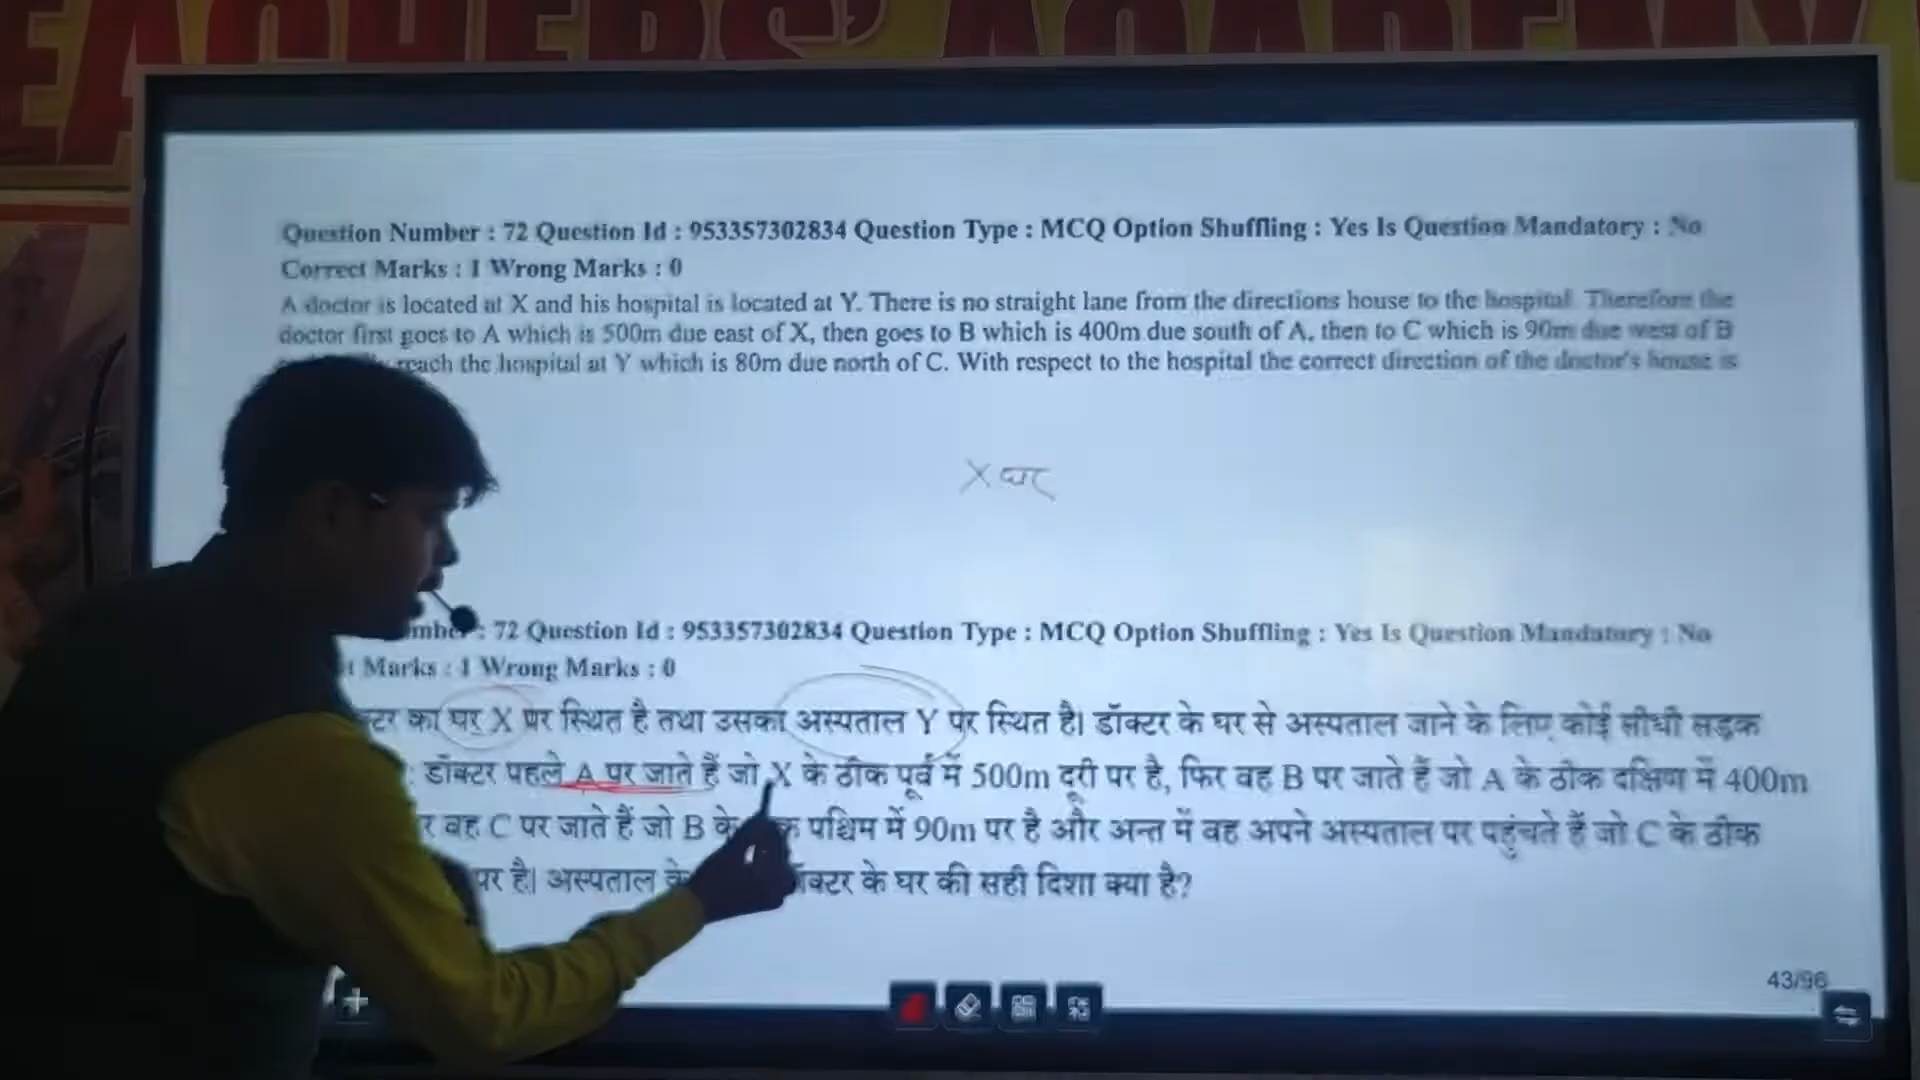 TEACHERS' ACADEMY
Question Number : 72 Question Id : 953357302834 Question Type : MCQ Option Shuffling : Yes Is Question Mandatory : No
Correct Marks : 1 Wrong Marks : 0
A doctor is located at X and his hospital is located at Y. There is no straight lane from the directions house to the hospital. Therefore the
doctor first goes to A which is 500m due east of X, then goes to B which is 400m due south of A, then to C which is 90m due west of B
reach the hospital at Y which is 80m due north of C. With respect to the hospital the correct direction of the doctor's house is
X घर
72 Question Id : 953357302834 Question Type : MCQ Option Shuffling : Yes Is Question Mandatory : No
Marks : 1 Wrong Marks : 0
का घर X पर स्थित है तथा उसका अस्पताल Y पर स्थित है। डॉक्टर के घर से अस्पताल जाने के लिए कोई सीधी सड़क
: डॉक्टर पहले A पर जाते हैं जो X के ठीक पूर्व में 500m दूरी पर है, फिर वह B पर जाते हैं जो A के ठीक दक्षिण में 400m
वह C पर जाते हैं जो B के पश्चिम में 90m पर है और अन्त में वह अपने अस्पताल पर पहुंचते हैं जो C के ठीक
पर है। अस्पताल के घर की सही दिशा क्या है?
43/96